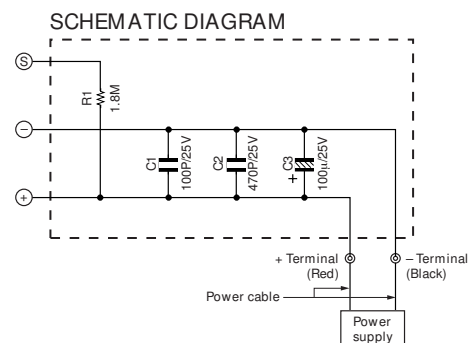 SCHEMATIC DIAGRAM
S
R1
1.8M
−
C1
100P/25V
C2
470P/25V
C3
100µ/25V
+
+
+ Terminal
(Red)
− Terminal
(Black)
Power cable
Power
supply